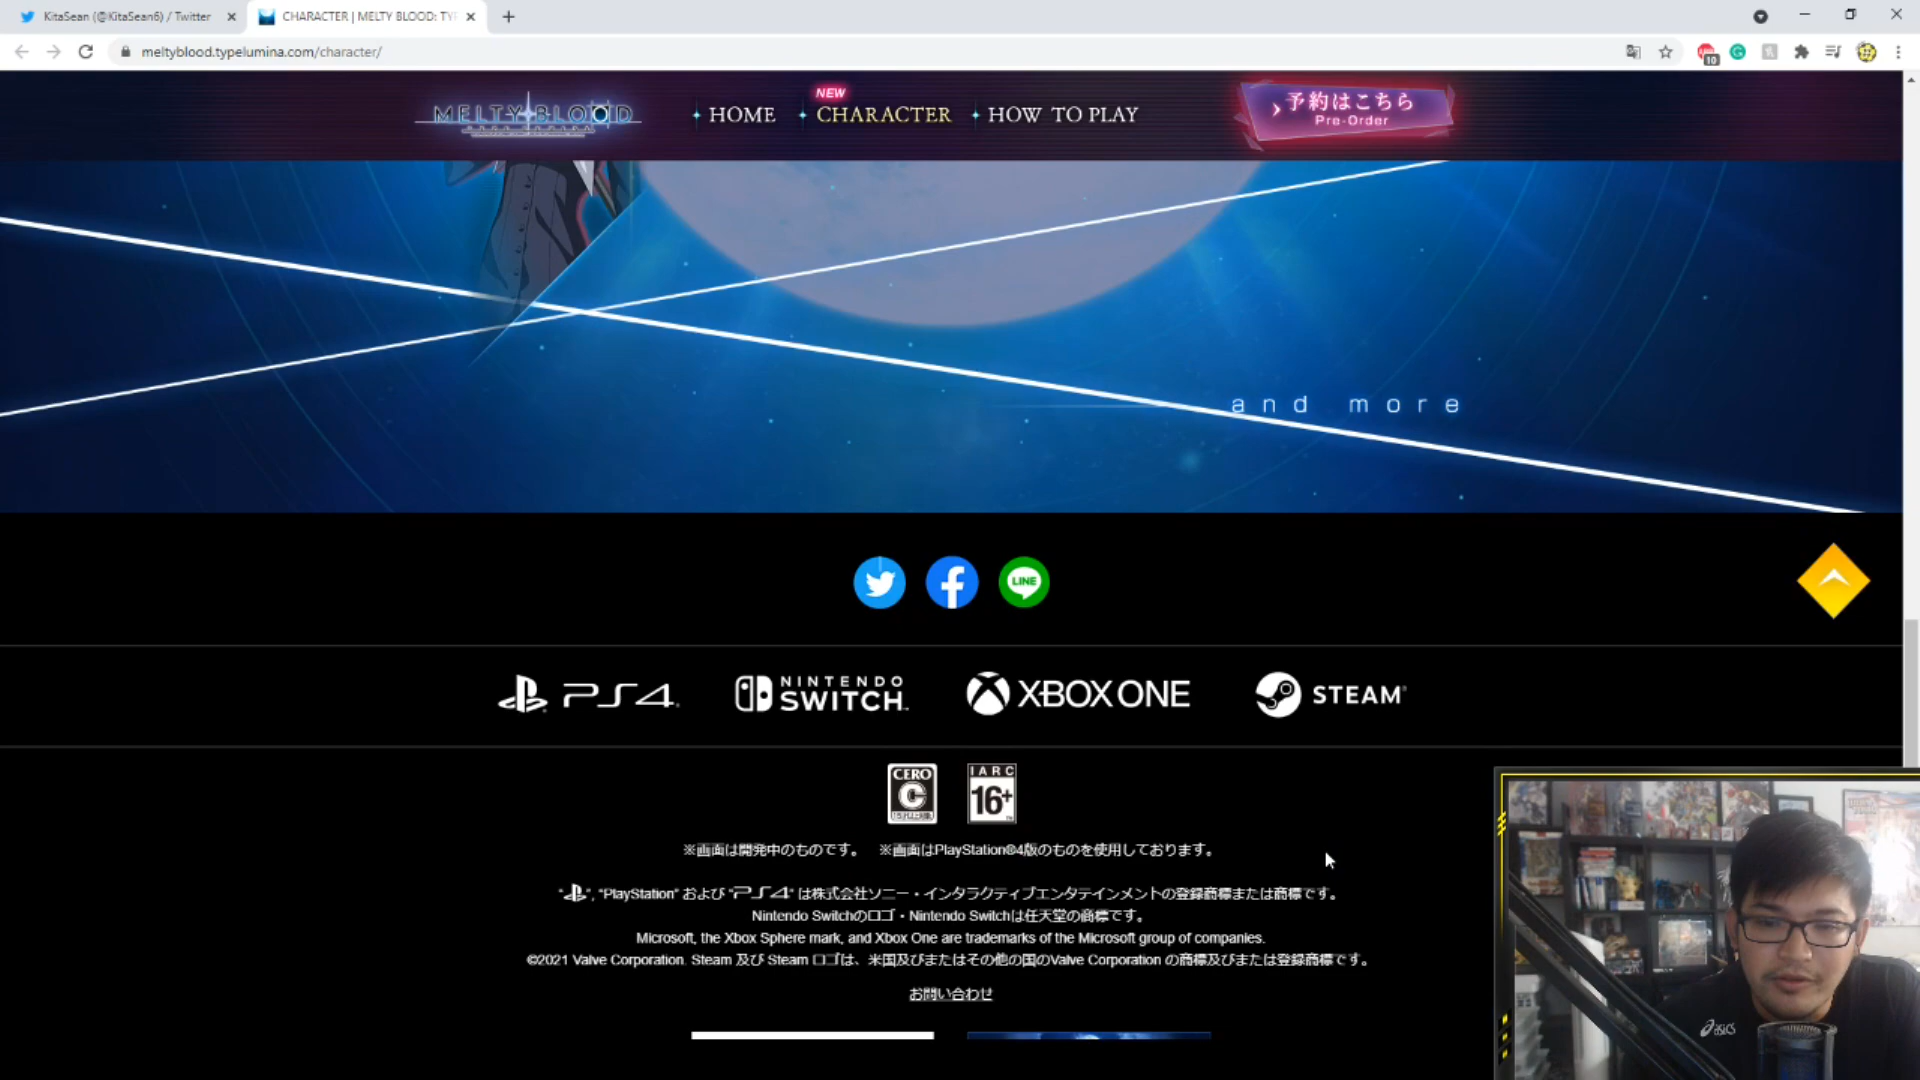 KitaSean (@KitaSean6) / Twitter
CHARACTER | MELTY BLOOD: TYP
meltyblood.typelumina.com/character/
10
MELTY BLOOD
HOME
NEW
CHARACTER
HOW TO PLAY
予約はこちら
Pre-Order
and more
LINE
PS4
NINTENDO
SWITCH
XBOX ONE
STEAM
CERO
C
IARC
16+
※画面は開発中のものです。 ※画面はPlayStation®4版のものを使用しております。
"", "PlayStation" および "PS4" は株式会社ソニー・インタラクティブエンタテインメントの登録商標または商標です。
Nintendo Switchのロゴ・Nintendo Switchは任天堂の商標です。
Microsoft, the Xbox Sphere mark, and Xbox One are trademarks of the Microsoft group of companies.
©2021 Valve Corporation. Steam 及び Steam ロゴは、米国及びまたはその他の国のValve Corporation の商標及びまたは登録商標です。
お問い合わせ
asics